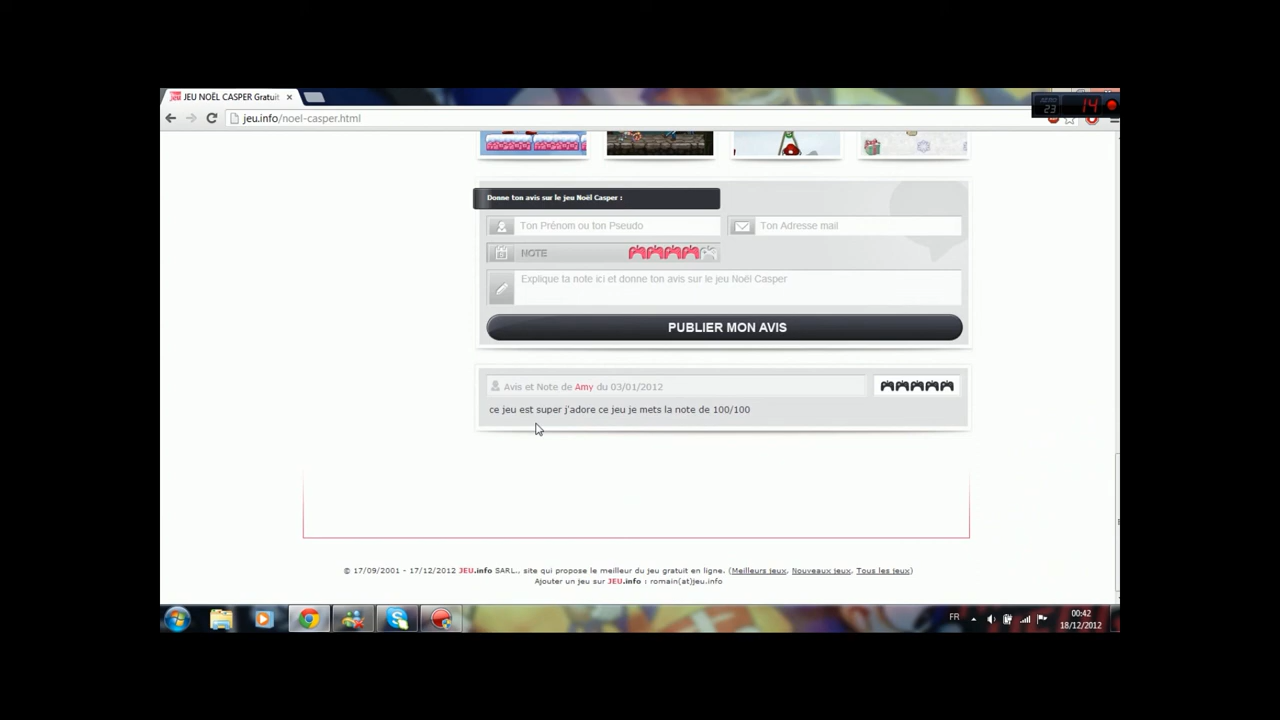 JEU NOËL CASPER Gratuit
jeu.info/noel-casper.html
23
14
Donne ton avis sur le jeu Noël Casper :
Ton Prénom ou ton Pseudo
Ton Adresse mail
NOTE
Explique ta note ici et donne ton avis sur le jeu Noël Casper
PUBLIER MON AVIS
Avis et Note de Amy du 03/01/2012
ce jeu est super j'adore ce jeu je mets la note de 100/100
© 17/09/2001 - 17/12/2012 JEU.info SARL., site qui propose le meilleur du jeu gratuit en ligne. (Meilleurs jeux, Nouveaux jeux, Tous les jeux)
Ajouter un jeu sur JEU.info : romain(at)jeu.info
FR
00:42
18/12/2012